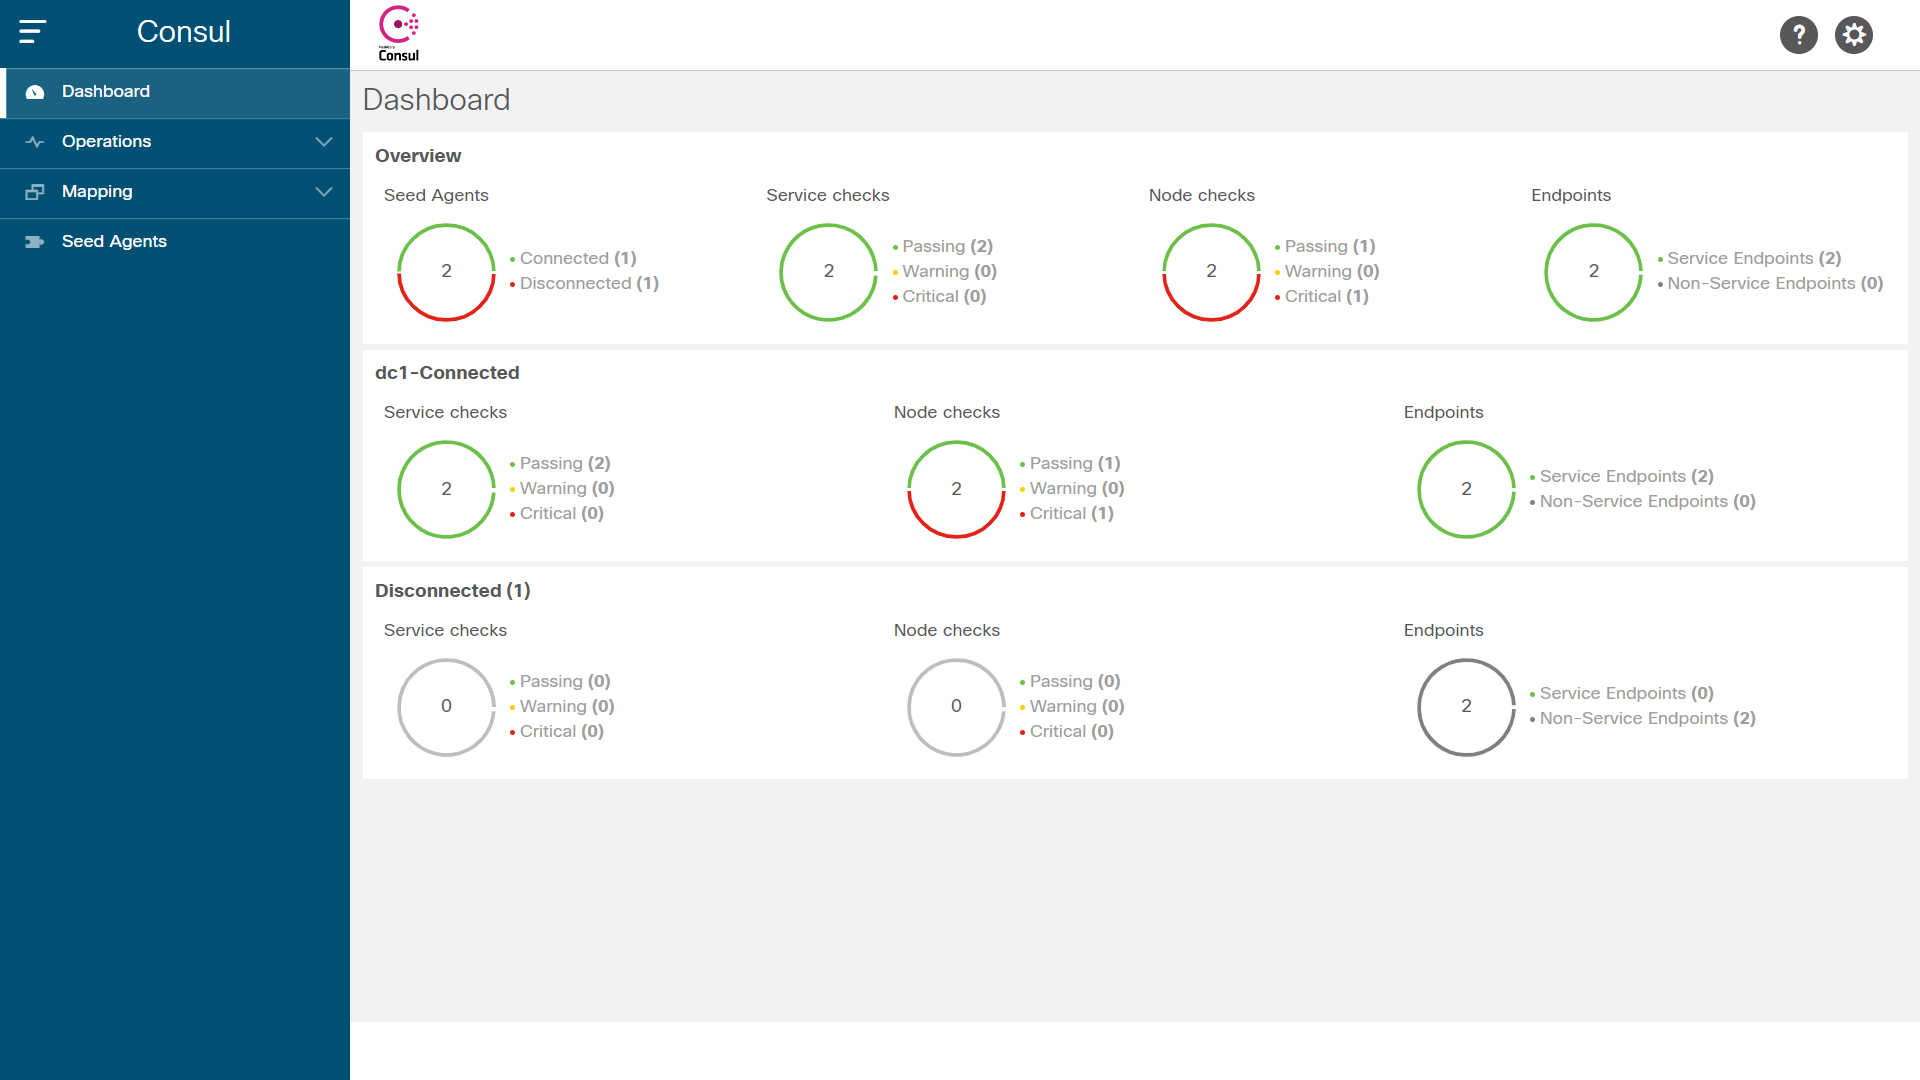 Consul
HashiCorp
Consul
?
Dashboard
Operations
Mapping
Seed Agents
Dashboard
Overview
Seed Agents
2
Connected (1)
Disconnected (1)
Service checks
2
Passing (2)
Warning (0)
Critical (0)
Node checks
2
Passing (1)
Warning (0)
Critical (1)
Endpoints
2
Service Endpoints (2)
Non-Service Endpoints (0)
dc1-Connected
Service checks
2
Passing (2)
Warning (0)
Critical (0)
Node checks
2
Passing (1)
Warning (0)
Critical (1)
Endpoints
2
Service Endpoints (2)
Non-Service Endpoints (0)
Disconnected (1)
Service checks
0
Passing (0)
Warning (0)
Critical (0)
Node checks
0
Passing (0)
Warning (0)
Critical (0)
Endpoints
2
Service Endpoints (0)
Non-Service Endpoints (2)